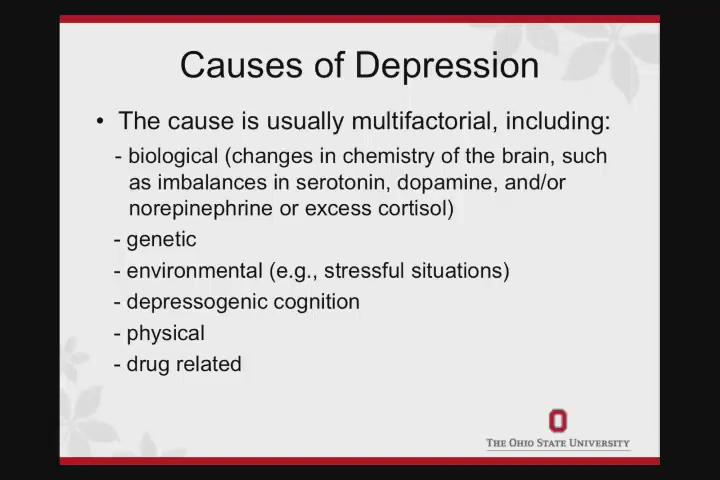 Causes of Depression
• The cause is usually multifactorial, including:
- biological (changes in chemistry of the brain, such
as imbalances in serotonin, dopamine, and/or
norepinephrine or excess cortisol)
- genetic
- environmental (e.g., stressful situations)
- depressogenic cognition
- physical
- drug related
THE OHIO STATE UNIVERSITY